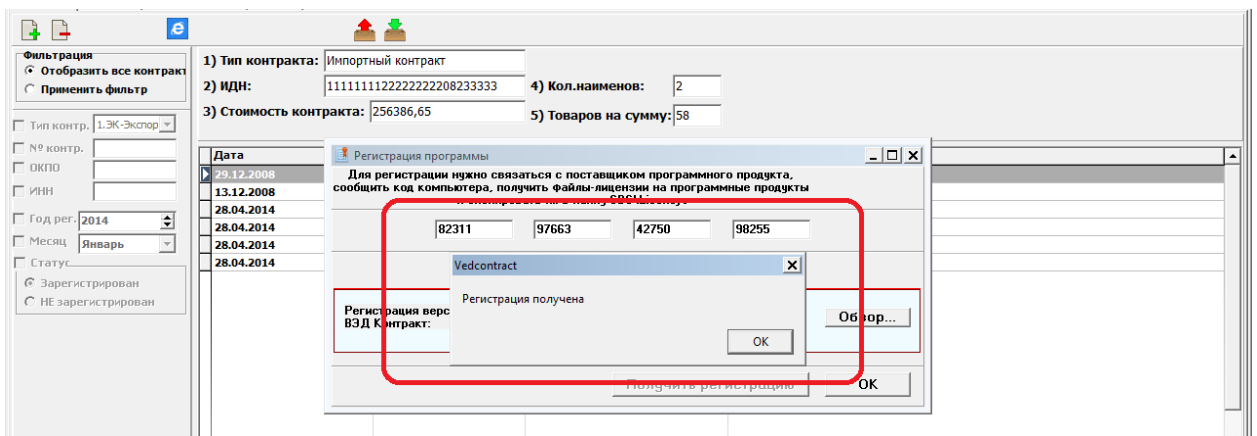 Фильтрация
Отобразить все контракт
Применить фильтр
Тип контр. 1.ЭК-Экспор
№ контр.
ОКПО
ИНН
Год рег. 2014
Месяц Январь
Статус
Зарегистрирован
НЕ зарегистрирован
1) Тип контракта: Импортный контракт
2) ИДН: 4) Кол.наименов: 2
3) Стоимость контракта: 256386,65 5) Товаров на сумму: 58
Дата
29.12.2008
13.12.2008
28.04.2014
28.04.2014
28.04.2014
28.04.2014
Регистрация программы
Для регистрации нужно связаться с поставщиком программного продукта,
сообщить код компьютера, получить файлы-лицензии на программные продукты
82311 97663 42750 98255
Vedcontract
Регистрация получена
OK
Регистрация верс
ВЭД Контракт:
Обзор...
Получить регистрацию OK